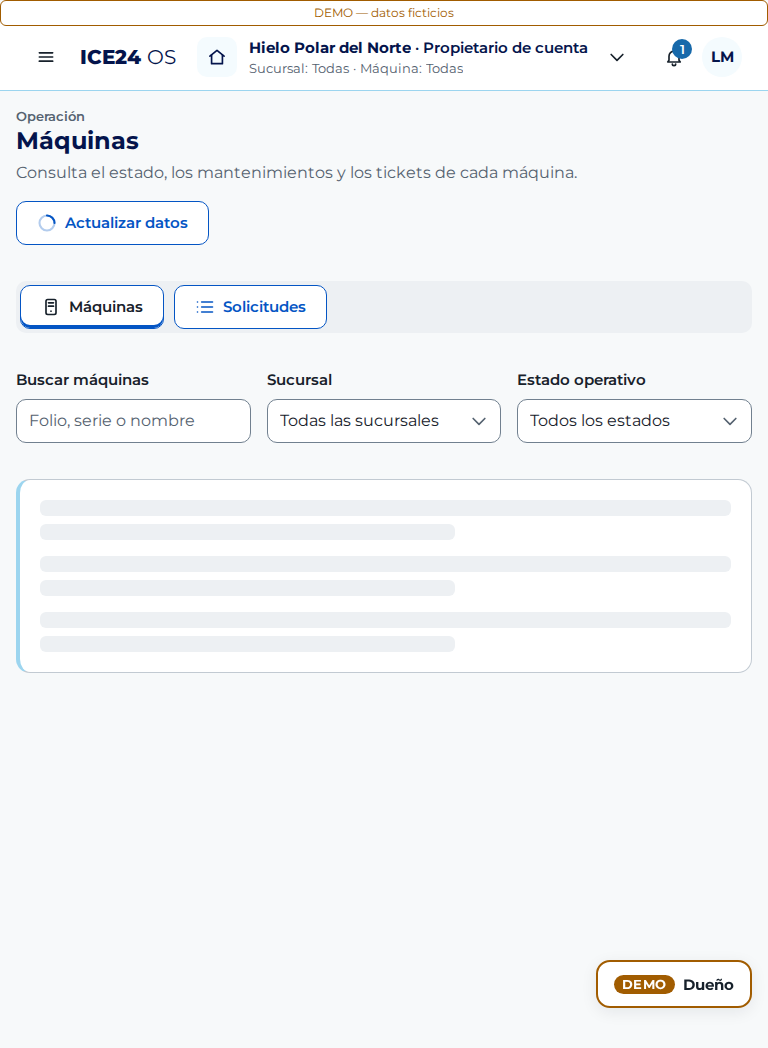 DEMO — datos ficticios
ICE24 OS
Hielo Polar del Norte · Propietario de cuenta
Sucursal: Todas · Máquina: Todas
1
LM
Operación
Máquinas
Consulta el estado, los mantenimientos y los tickets de cada máquina.
Actualizar datos
Máquinas
Solicitudes
Buscar máquinas
Sucursal
Estado operativo
Folio, serie o nombre
Todas las sucursales
Todos los estados
DEMO Dueño